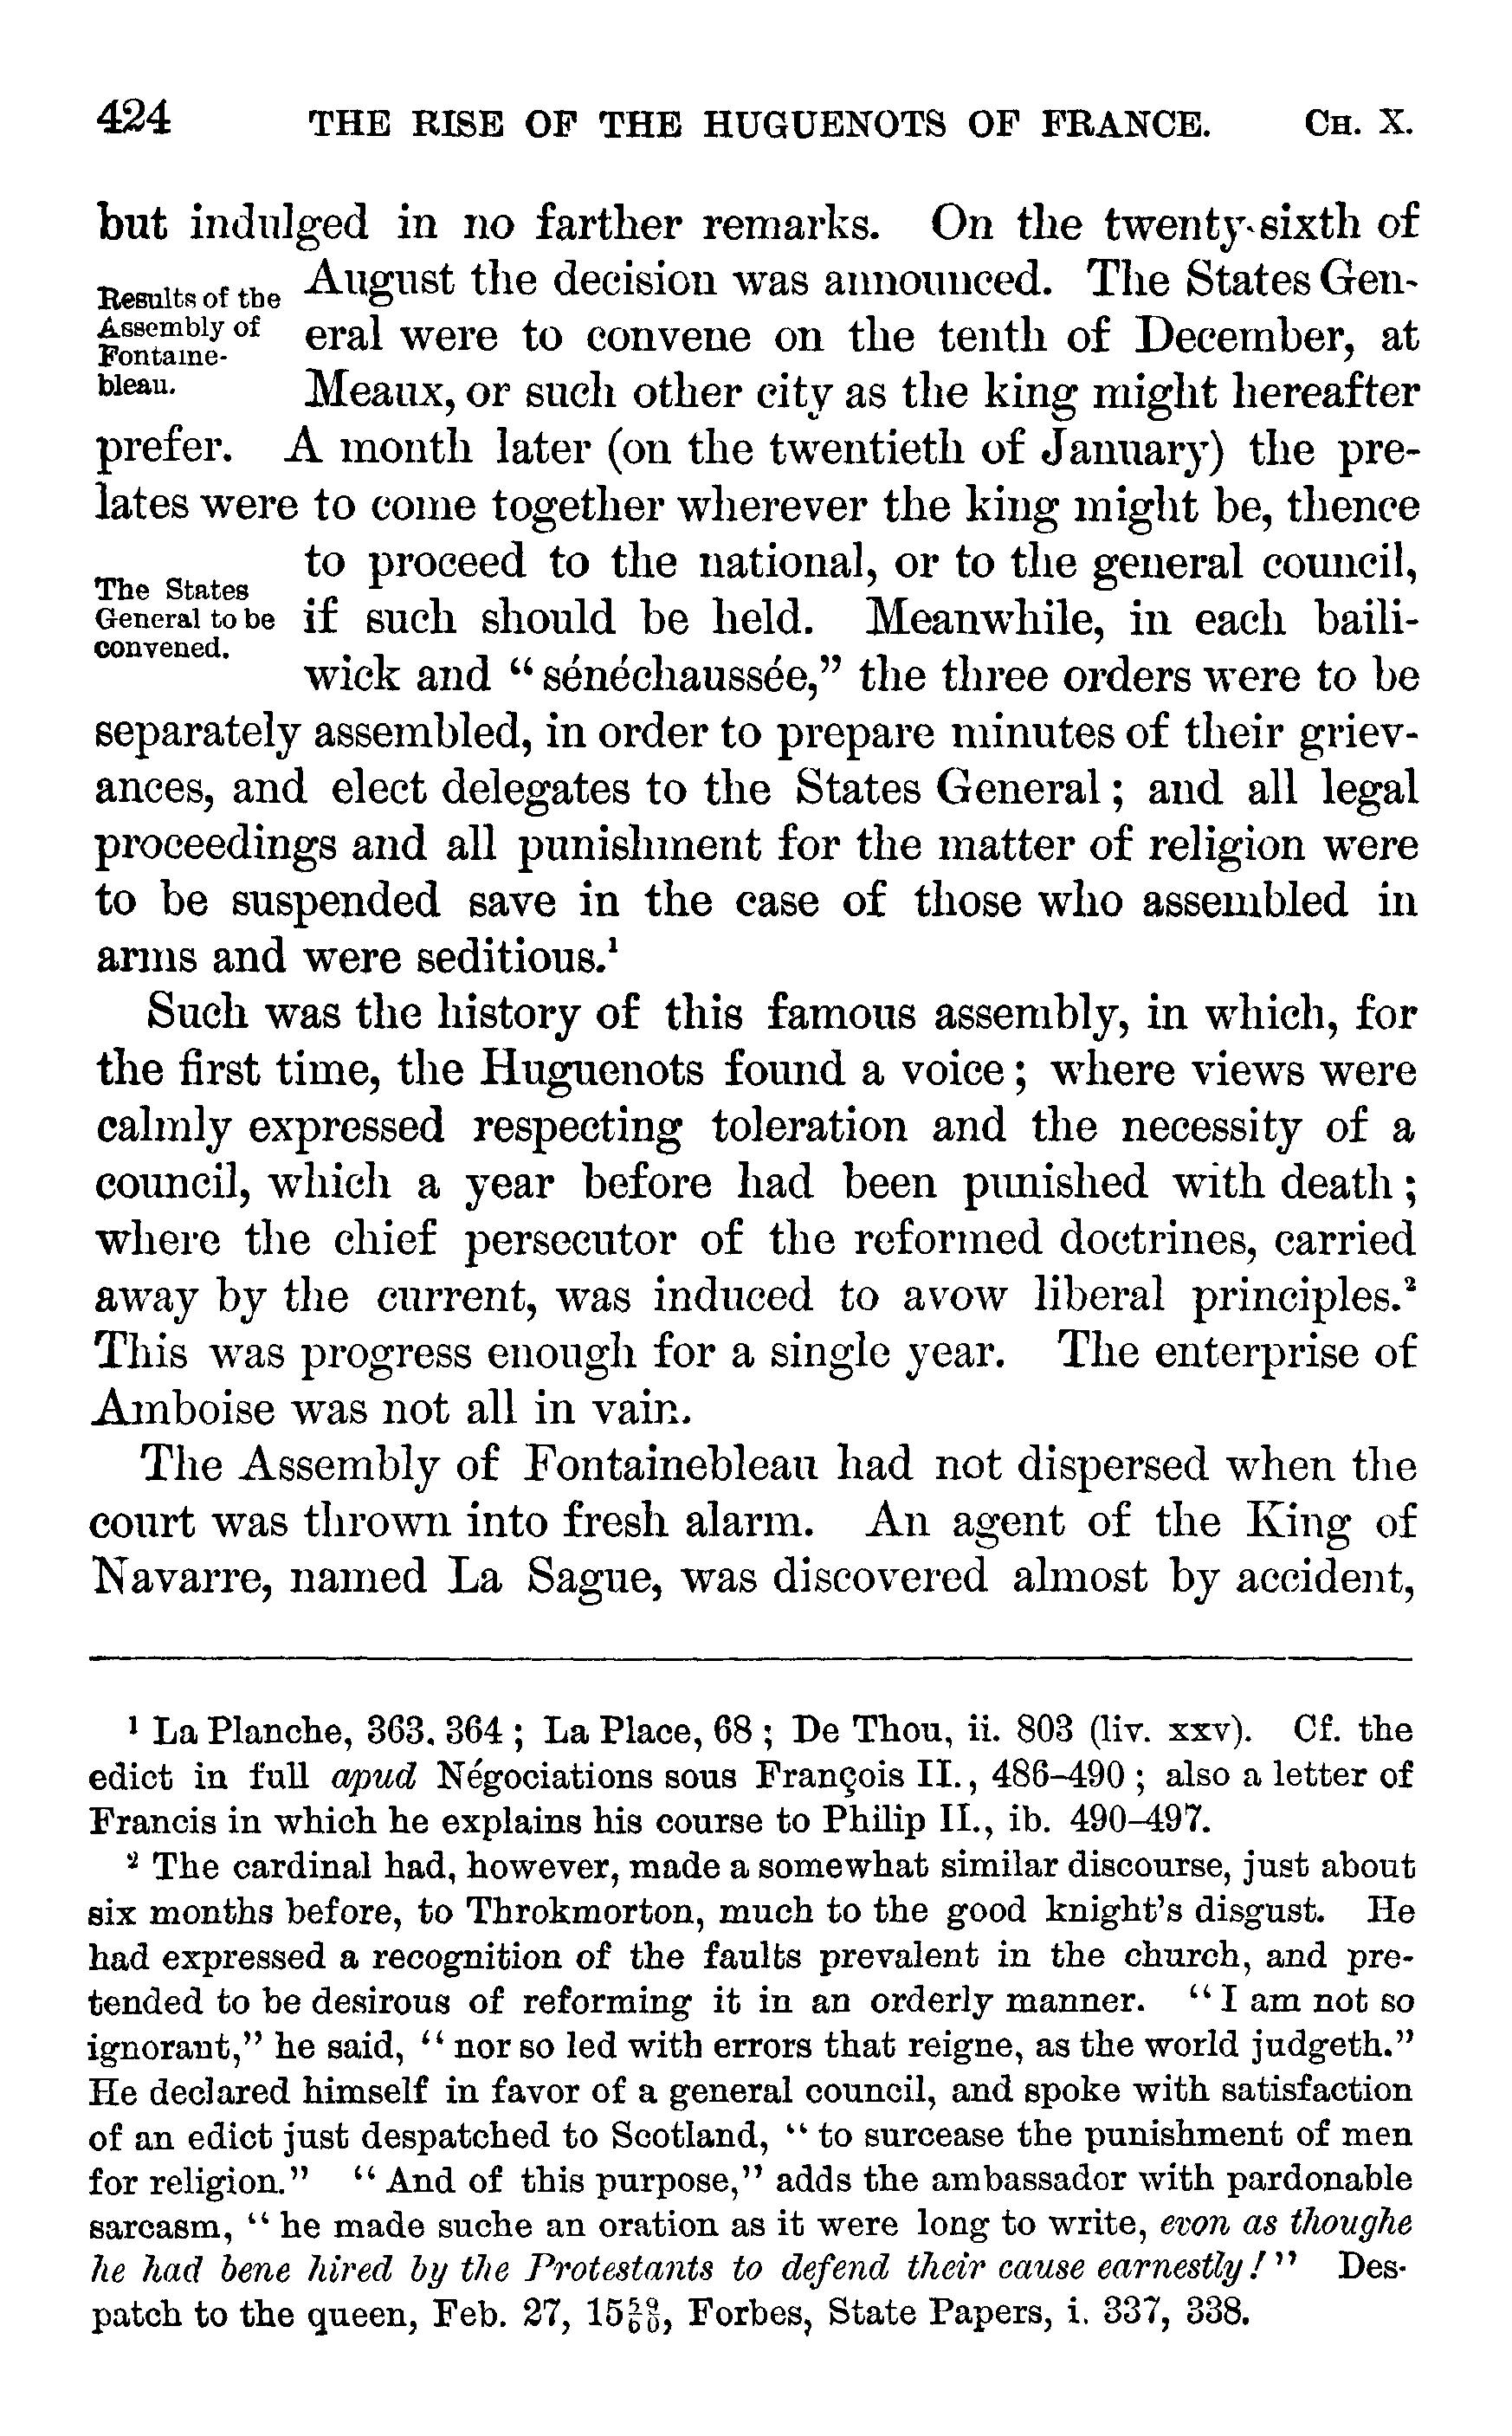 424 THE RISE OF THE HUGUENOTS OF FRANCE. CH. X.
but indulged in no farther remarks. On the twenty-sixth of
Results of the
Assembly of
Fontaine-
bleau.
August the decision was announced. The States Gen-
eral were to convene on the tenth of December, at
Meaux, or such other city as the king might hereafter
prefer. A month later (on the twentieth of January) the pre-
lates were to come together wherever the king might be, thence
The States
General to be
convened.
to proceed to the national, or to the general council,
if such should be held. Meanwhile, in each baili-
wick and "sénéchaussée," the three orders were to be
separately assembled, in order to prepare minutes of their griev-
ances, and elect delegates to the States General; and all legal
proceedings and all punishment for the matter of religion were
to be suspended save in the case of those who assembled in
arms and were seditious.¹
Such was the history of this famous assembly, in which, for
the first time, the Huguenots found a voice; where views were
calmly expressed respecting toleration and the necessity of a
council, which a year before had been punished with death;
where the chief persecutor of the reformed doctrines, carried
away by the current, was induced to avow liberal principles.²
This was progress enough for a single year. The enterprise of
Amboise was not all in vain.
The Assembly of Fontainebleau had not dispersed when the
court was thrown into fresh alarm. An agent of the King of
Navarre, named La Sague, was discovered almost by accident,
¹ La Planche, 363, 364; La Place, 68; De Thou, ii. 803 (liv. xxv). Cf. the
edict in full apud Négociations sous François II., 486-490; also a letter of
Francis in which he explains his course to Philip II., ib. 490-497.
² The cardinal had, however, made a somewhat similar discourse, just about
six months before, to Throkmorton, much to the good knight's disgust. He
had expressed a recognition of the faults prevalent in the church, and pre-
tended to be desirous of reforming it in an orderly manner. "I am not so
ignorant," he said, "nor so led with errors that reigne, as the world judgeth."
He declared himself in favor of a general council, and spoke with satisfaction
of an edict just despatched to Scotland, "to surcease the punishment of men
for religion." "And of this purpose," adds the ambassador with pardonable
sarcasm, "he made suche an oration as it were long to write, evon as thoughe
he had bene hired by the Protestants to defend their cause earnestly!" Des-
patch to the queen, Feb. 27, 1559/60, Forbes, State Papers, i. 337, 338.